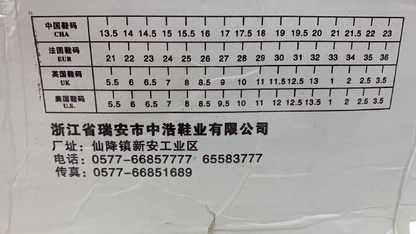 中国鞋码 13.5 14 14.5 15 15.5 16 17 17.5 18 19 19.5 20 21 21.5 22 23
CHA
法国鞋码 21 22 23 24 25 26 27 28 29 30 31 32 33 34 35 36
EUR
英国鞋码 5.5 6 6.5 7 8 8.5 9 10 11 11.5 12.5 13 1 2 2.5 3.5
UK
美国鞋码 5.5 6 6.5 7 8 8.5 9.5 10 11 12 12.5 13.5 1 2 2.5 3.5
U.S.
浙江省瑞安市中浩鞋业有限公司
厂址：仙降镇新安工业区
电话：0577-66857777 65583777
传真：0577-66851689